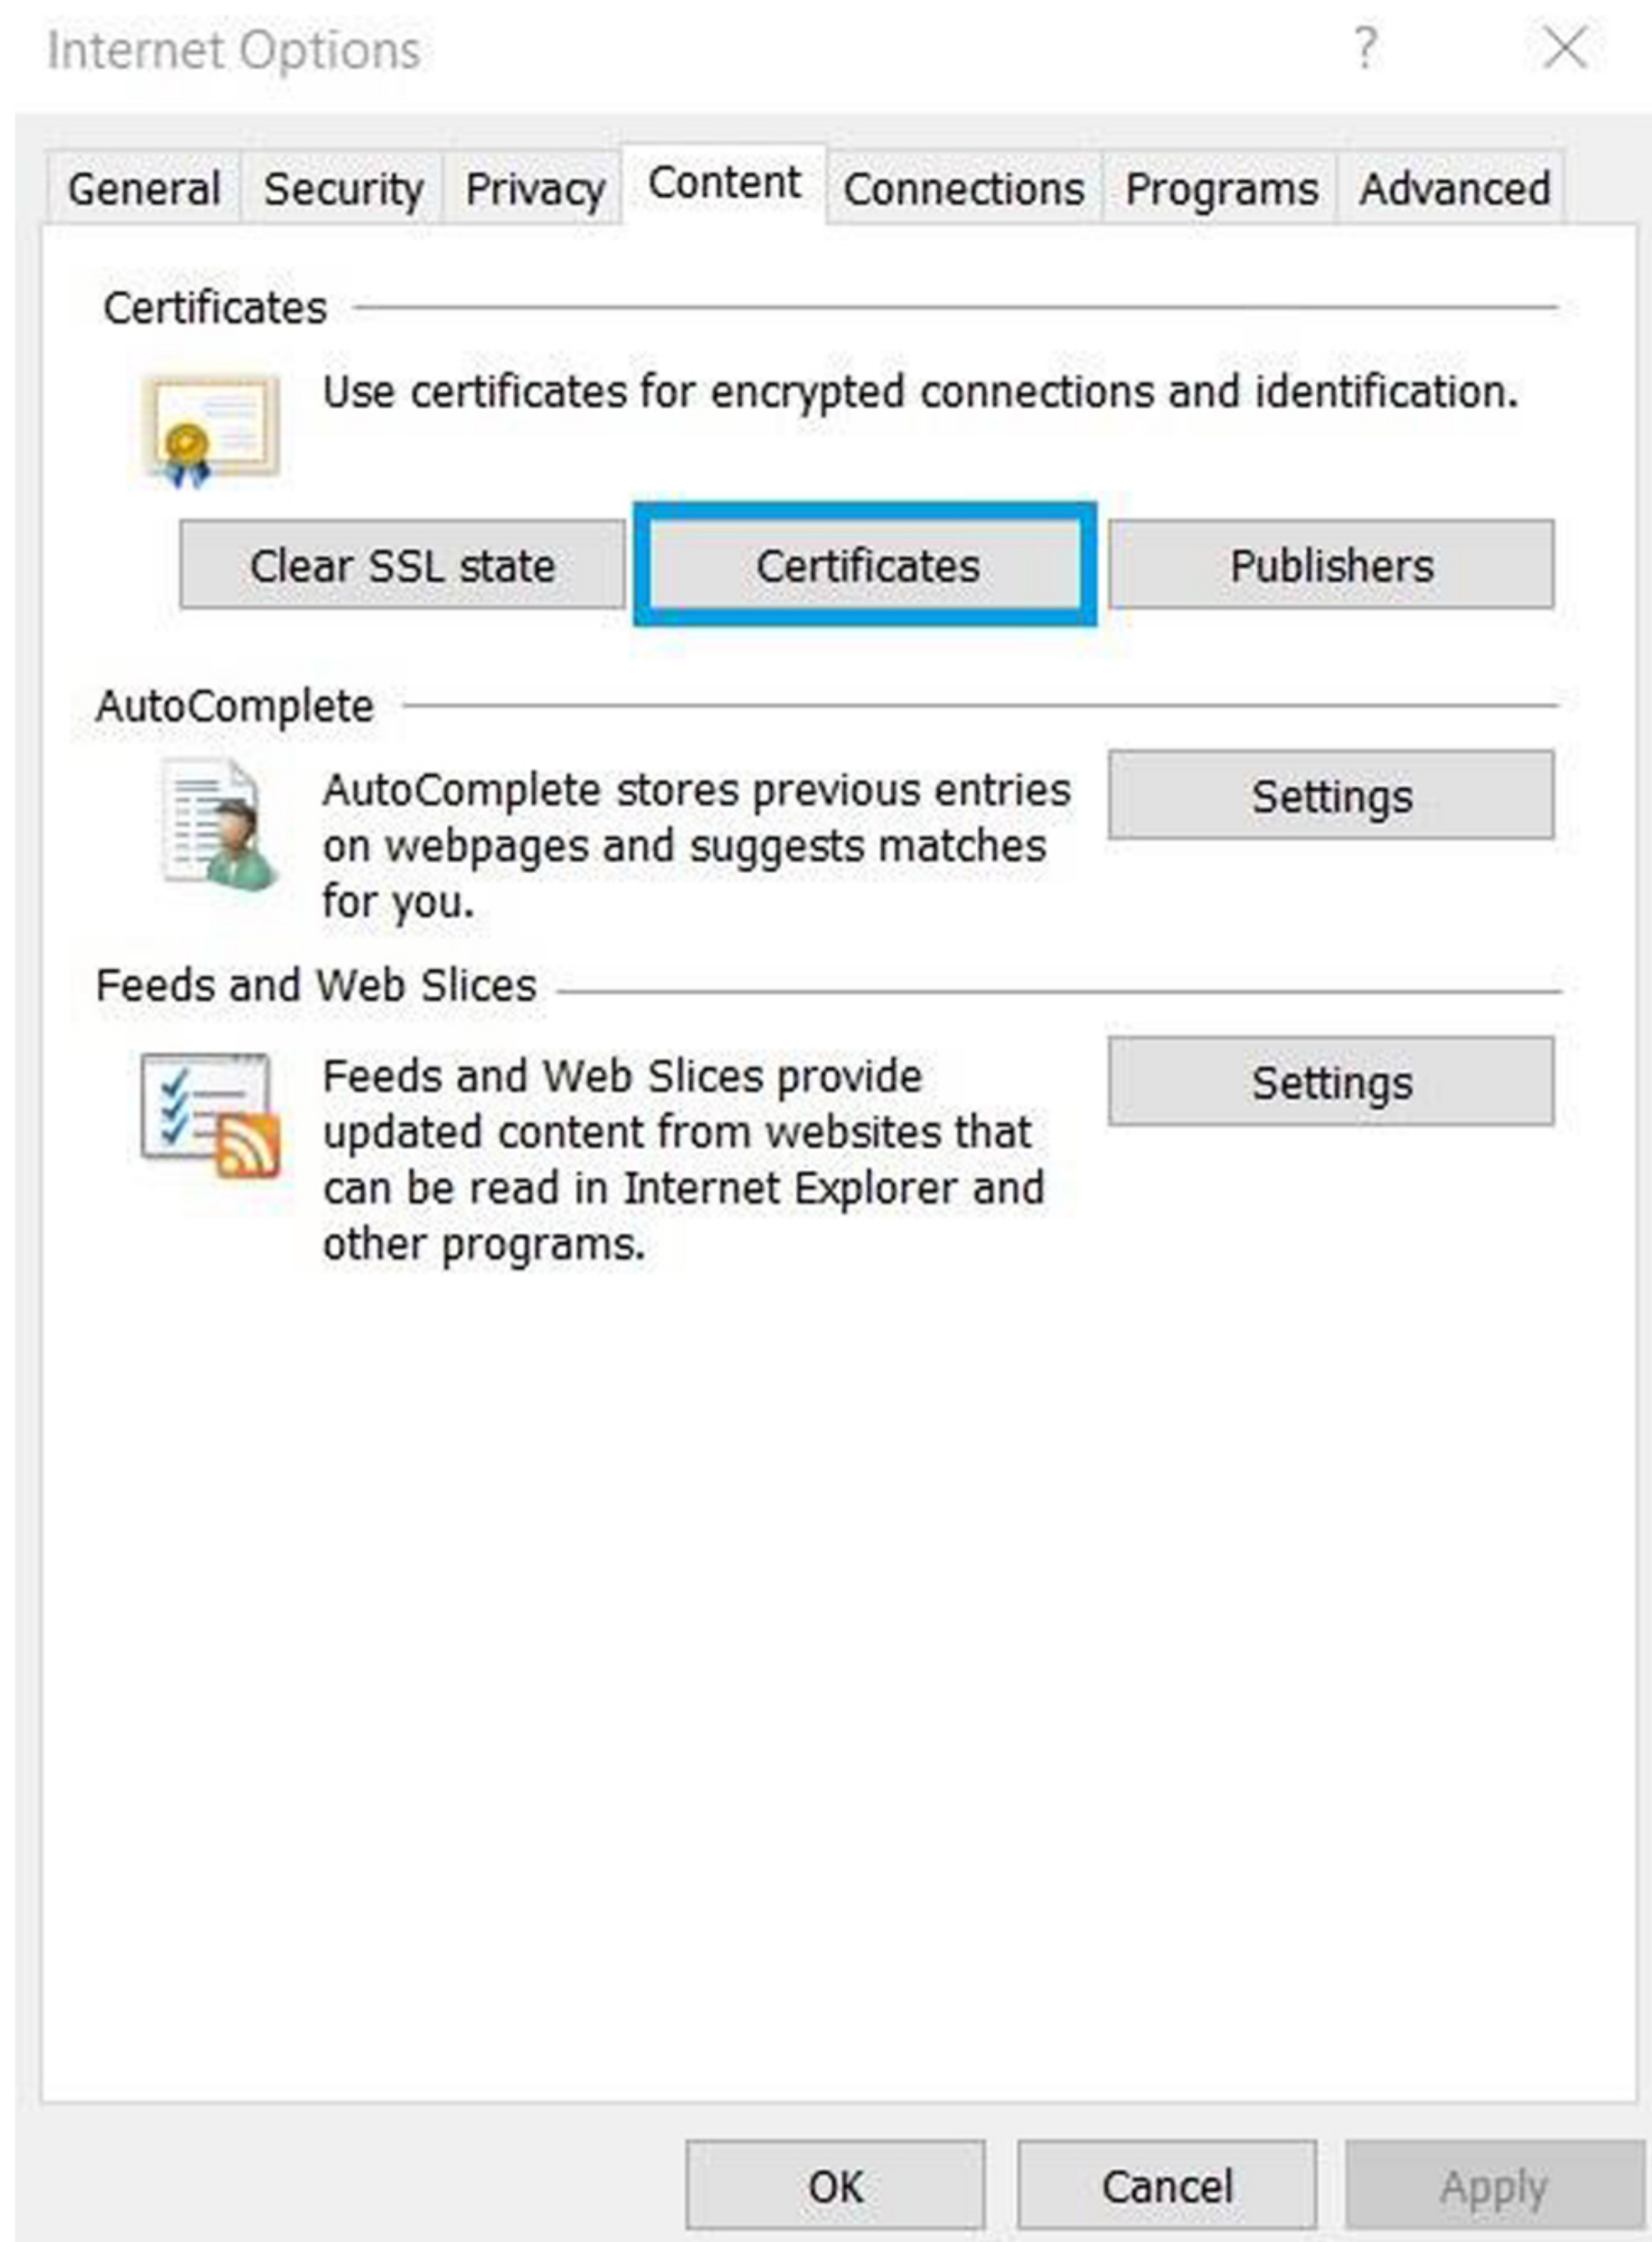 Internet Options ?
General Security Privacy Content Connections Programs Advanced
Certificates
Use certificates for encrypted connections and identification.
Clear SSL state Certificates Publishers
AutoComplete
AutoComplete stores previous entries Settings
on webpages and suggests matches
for you.
Feeds and Web Slices
Feeds and Web Slices provide Settings
updated content from websites that
can be read in Internet Explorer and
other programs.
OK Cancel Apply